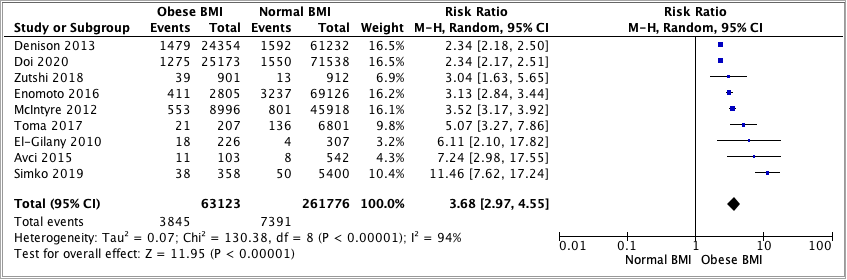 Obese BMI Normal BMI Risk Ratio Risk Ratio
Study or Subgroup Events Total Events Total Weight M-H, Random, 95% CI M-H, Random, 95% CI
Denison 2013 1479 24354 1592 61232 16.5% 2.34 [2.18, 2.50]
Doi 2020 1275 25173 1550 71538 16.5% 2.34 [2.17, 2.51]
Zutshi 2018 39 901 13 912 6.9% 3.04 [1.63, 5.65]
Enomoto 2016 411 2805 3237 69126 16.2% 3.13 [2.84, 3.44]
McIntyre 2012 553 8996 801 45918 16.1% 3.52 [3.17, 3.92]
Toma 2017 21 207 136 6801 9.8% 5.07 [3.27, 7.86]
El-Gilany 2010 18 226 4 307 3.2% 6.11 [2.10, 17.82]
Avci 2015 11 103 8 542 4.3% 7.24 [2.98, 17.55]
Simko 2019 38 358 50 5400 10.4% 11.46 [7.62, 17.24]
Total (95% CI) 63123 261776 100.0% 3.68 [2.97, 4.55]
Total events 3845 7391
Heterogeneity: Tau² = 0.07; Chi² = 130.38, df = 8 (P < 0.00001); I² = 94%
Test for overall effect: Z = 11.95 (P < 0.00001)
0.01 0.1 1 10 100
Normal BMI Obese BMI